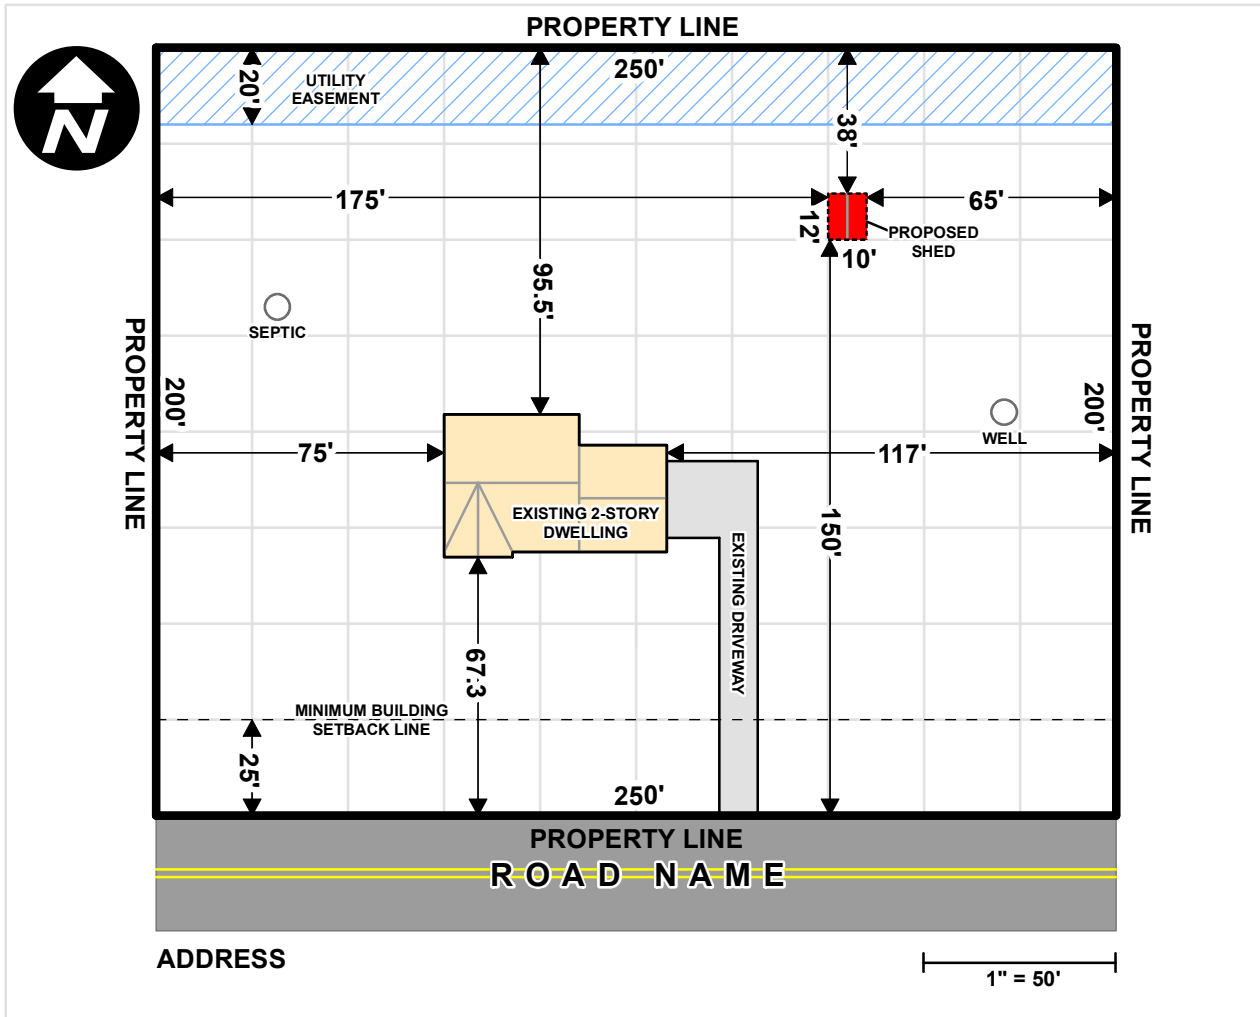 PROPERTY LINE
N
20'
UTILITY
EASEMENT
250'
38'
175'
65'
12'
PROPOSED
SHED
10'
95.5'
SEPTIC
PROPERTY LINE
200'
PROPERTY LINE
200'
WELL
75'
117'
EXISTING 2-STORY
DWELLING
150'
EXISTING DRIVEWAY
67.3
MINIMUM BUILDING
SETBACK LINE
25'
250'
PROPERTY LINE
ROAD NAME
ADDRESS
1" = 50'